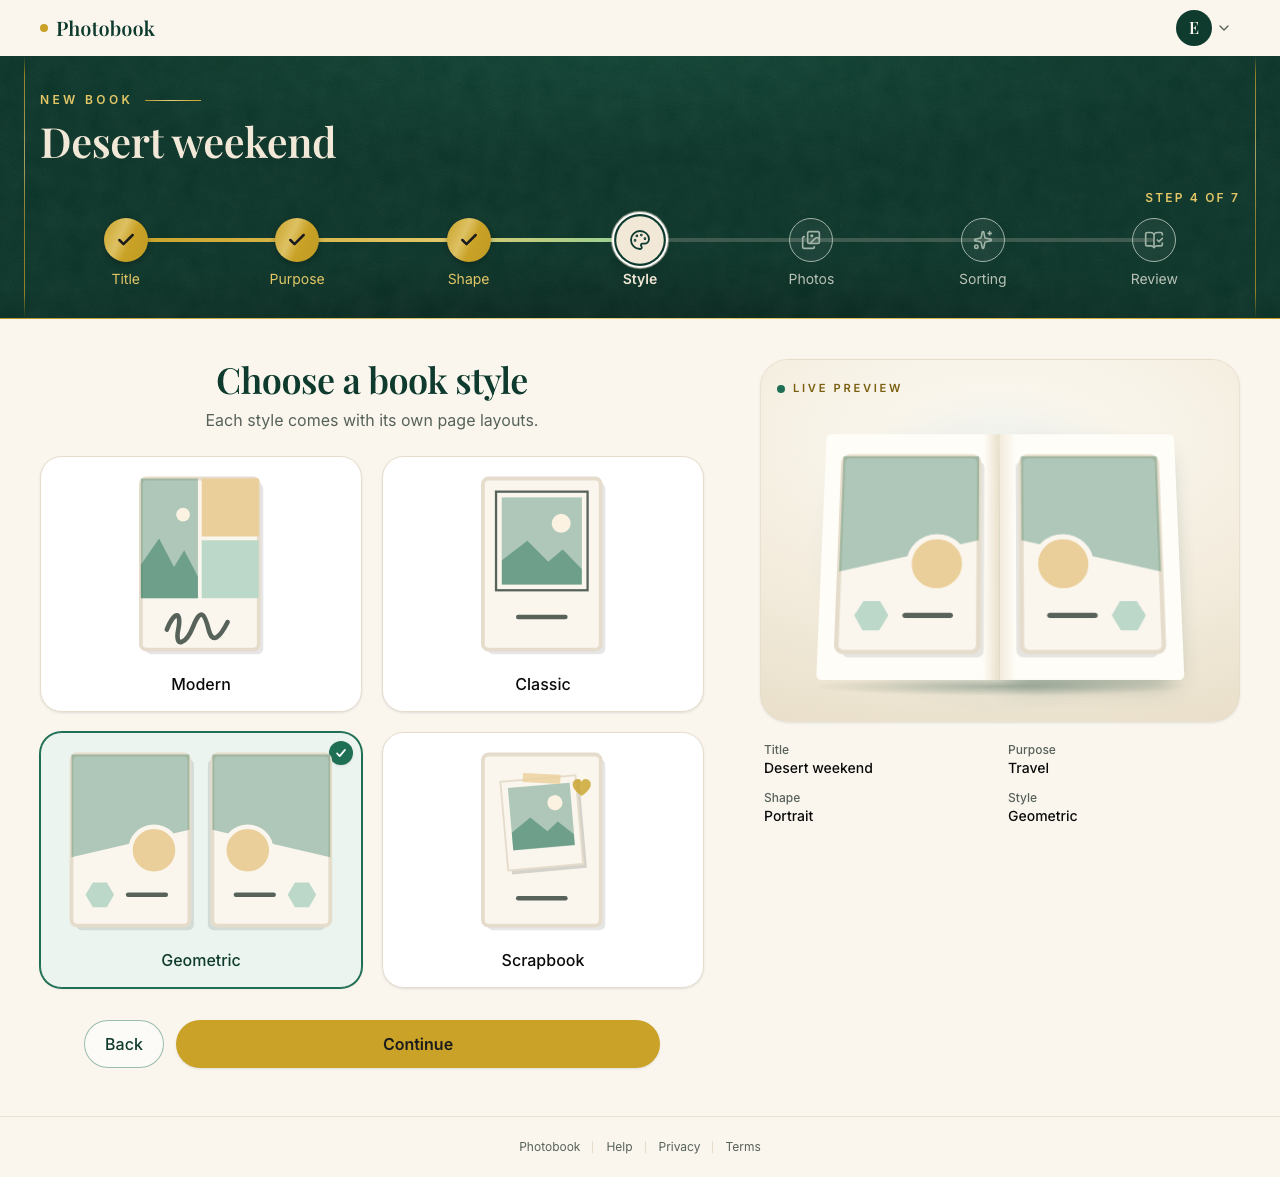 Photobook
E
NEW BOOK
Desert weekend
STEP 4 OF 7
Title
Purpose
Shape
Style
Photos
Sorting
Review
Choose a book style
Each style comes with its own page layouts.
Modern
Classic
Geometric
Scrapbook
Back
Continue
LIVE PREVIEW
Title
Desert weekend
Purpose
Travel
Shape
Portrait
Style
Geometric
Photobook
Help
Privacy
Terms